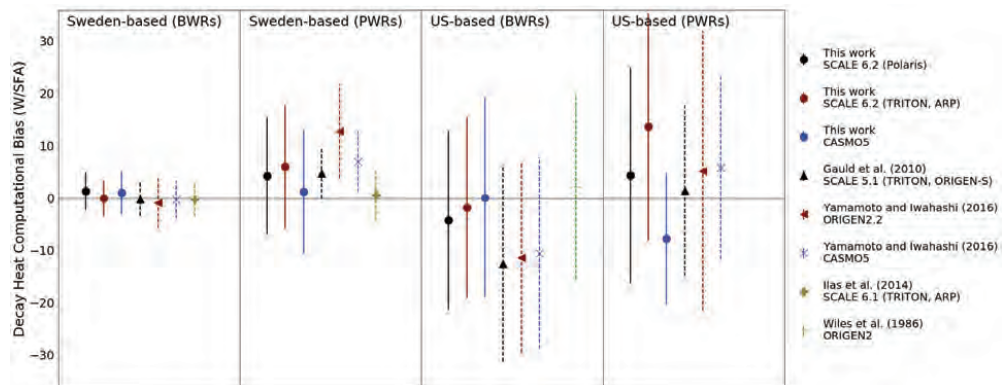 Sweden-based (BWRs)
Sweden-based (PWRs)
US-based (BWRs)
US-based (PWRs)
Decay Heat Computational Bias (W/SFA)
30
20
10
0
−10
−20
−30
This work
SCALE 6.2 (Polaris)
This work
SCALE 6.2 (TRITON, ARP)
This work
CASMO5
Gauld et al. (2010)
SCALE 5.1 (TRITON, ORIGEN-S)
Yamamoto and Iwahashi (2016)
ORIGEN2.2
Yamamoto and Iwahashi (2016)
CASMO5
Ilas et al. (2014)
SCALE 6.1 (TRITON, ARP)
Wiles et al. (1986)
ORIGEN2